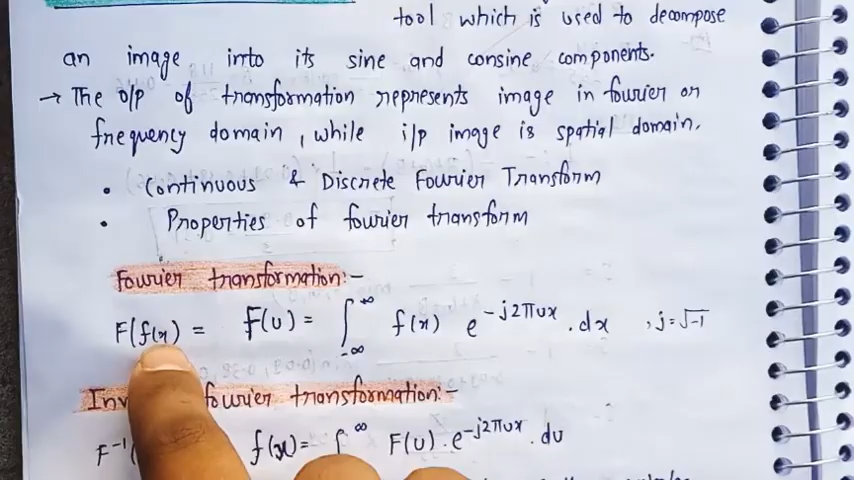 tool which is used to decompose
an image into its sine and consine components.
→ The o/p of transformation represents image in fourier or
frequency domain, while i/p image is spatial domain.
• Continuous & Discrete Fourier Transform
• Properties of fourier transform
Fourier transformation:-
F(f(x) = F(u) = ∫_{-∞}^{+∞} f(x) e^{-j2πux} . dx , j = √-1
fourier transformation:-
F^{-1}( f(x) = ∫^{∞} F(u) . e^{-j2πux} . du